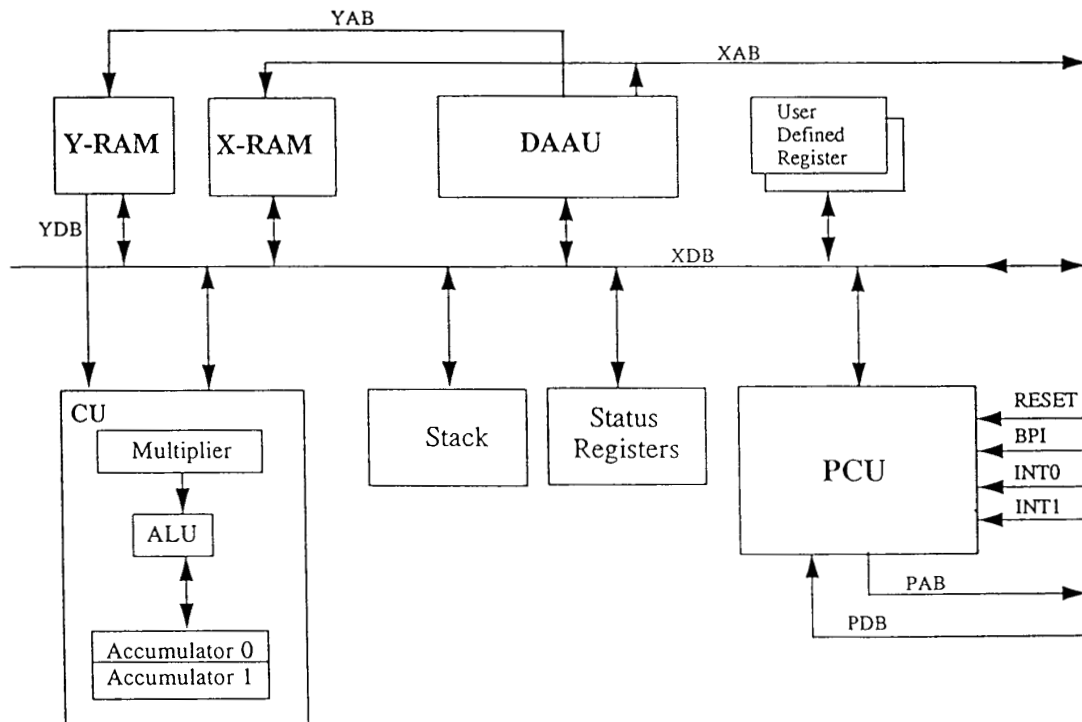 YAB
XAB
Y-RAM
X-RAM
DAAU
User
Defined
Register
YDB
XDB
CU
Multiplier
ALU
Accumulator 0
Accumulator 1
Stack
Status
Registers
PCU
RESET
BPI
INT0
INT1
PAB
PDB